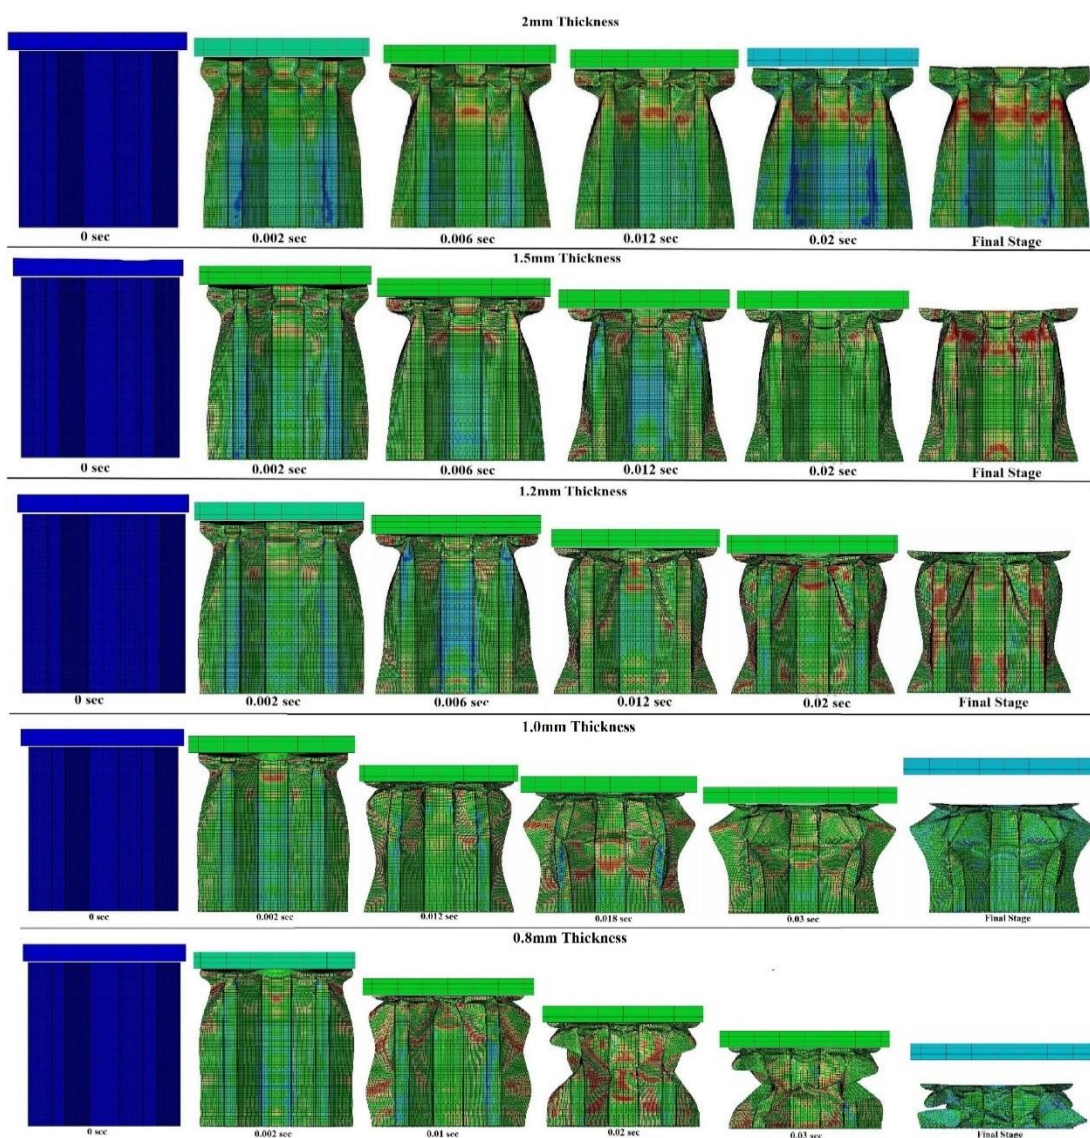 2mm Thickness
0 sec 0.002 sec 0.006 sec 0.012 sec 0.02 sec Final Stage
1.5mm Thickness
0 sec 0.002 sec 0.006 sec 0.012 sec 0.02 sec Final Stage
1.2mm Thickness
0 sec 0.002 sec 0.006 sec 0.012 sec 0.02 sec Final Stage
1.0mm Thickness
0 sec 0.002 sec 0.012 sec 0.018 sec 0.03 sec Final Stage
0.8mm Thickness
0 sec 0.002 sec 0.01 sec 0.02 sec 0.03 sec Final Stage